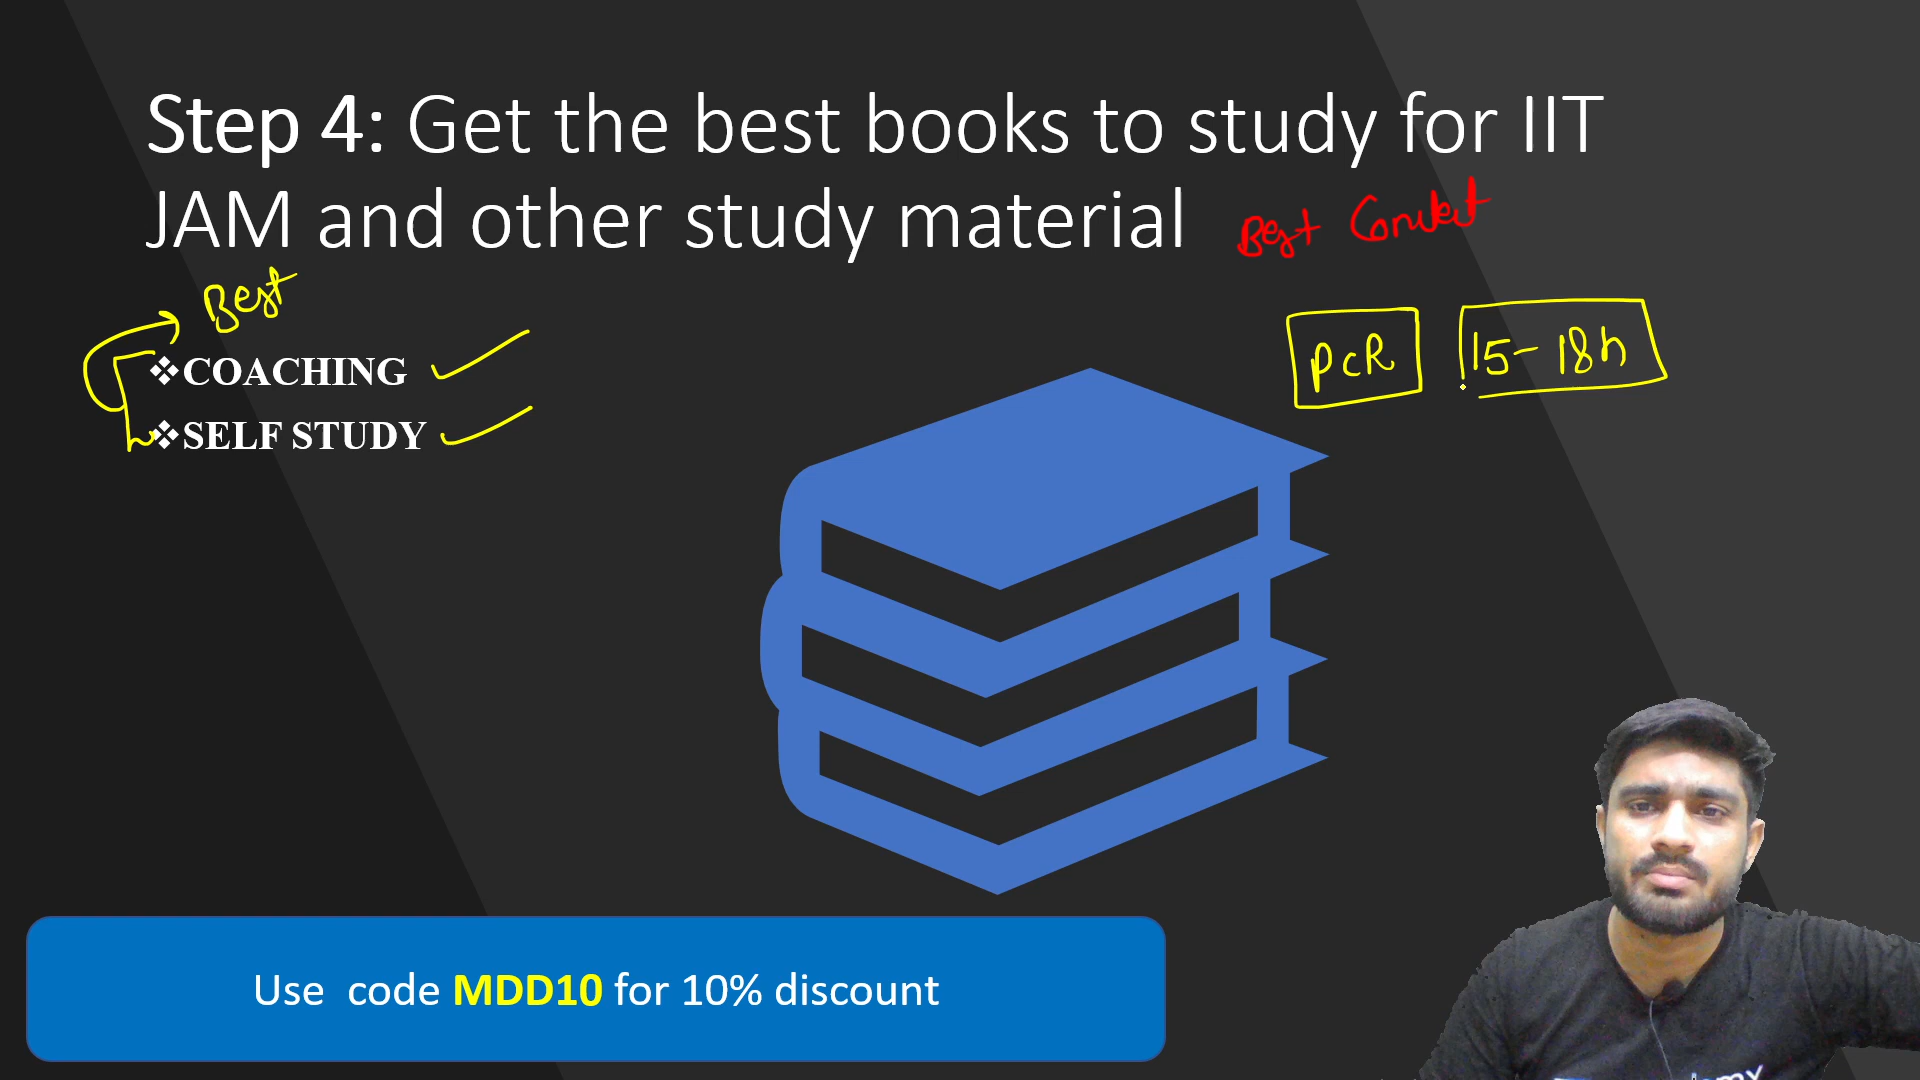 Step 4: Get the best books to study for IIT
JAM and other study material
Best
Best
❖COACHING
❖SELF STUDY
PCR
15-18h
Use code MDD10 for 10% discount